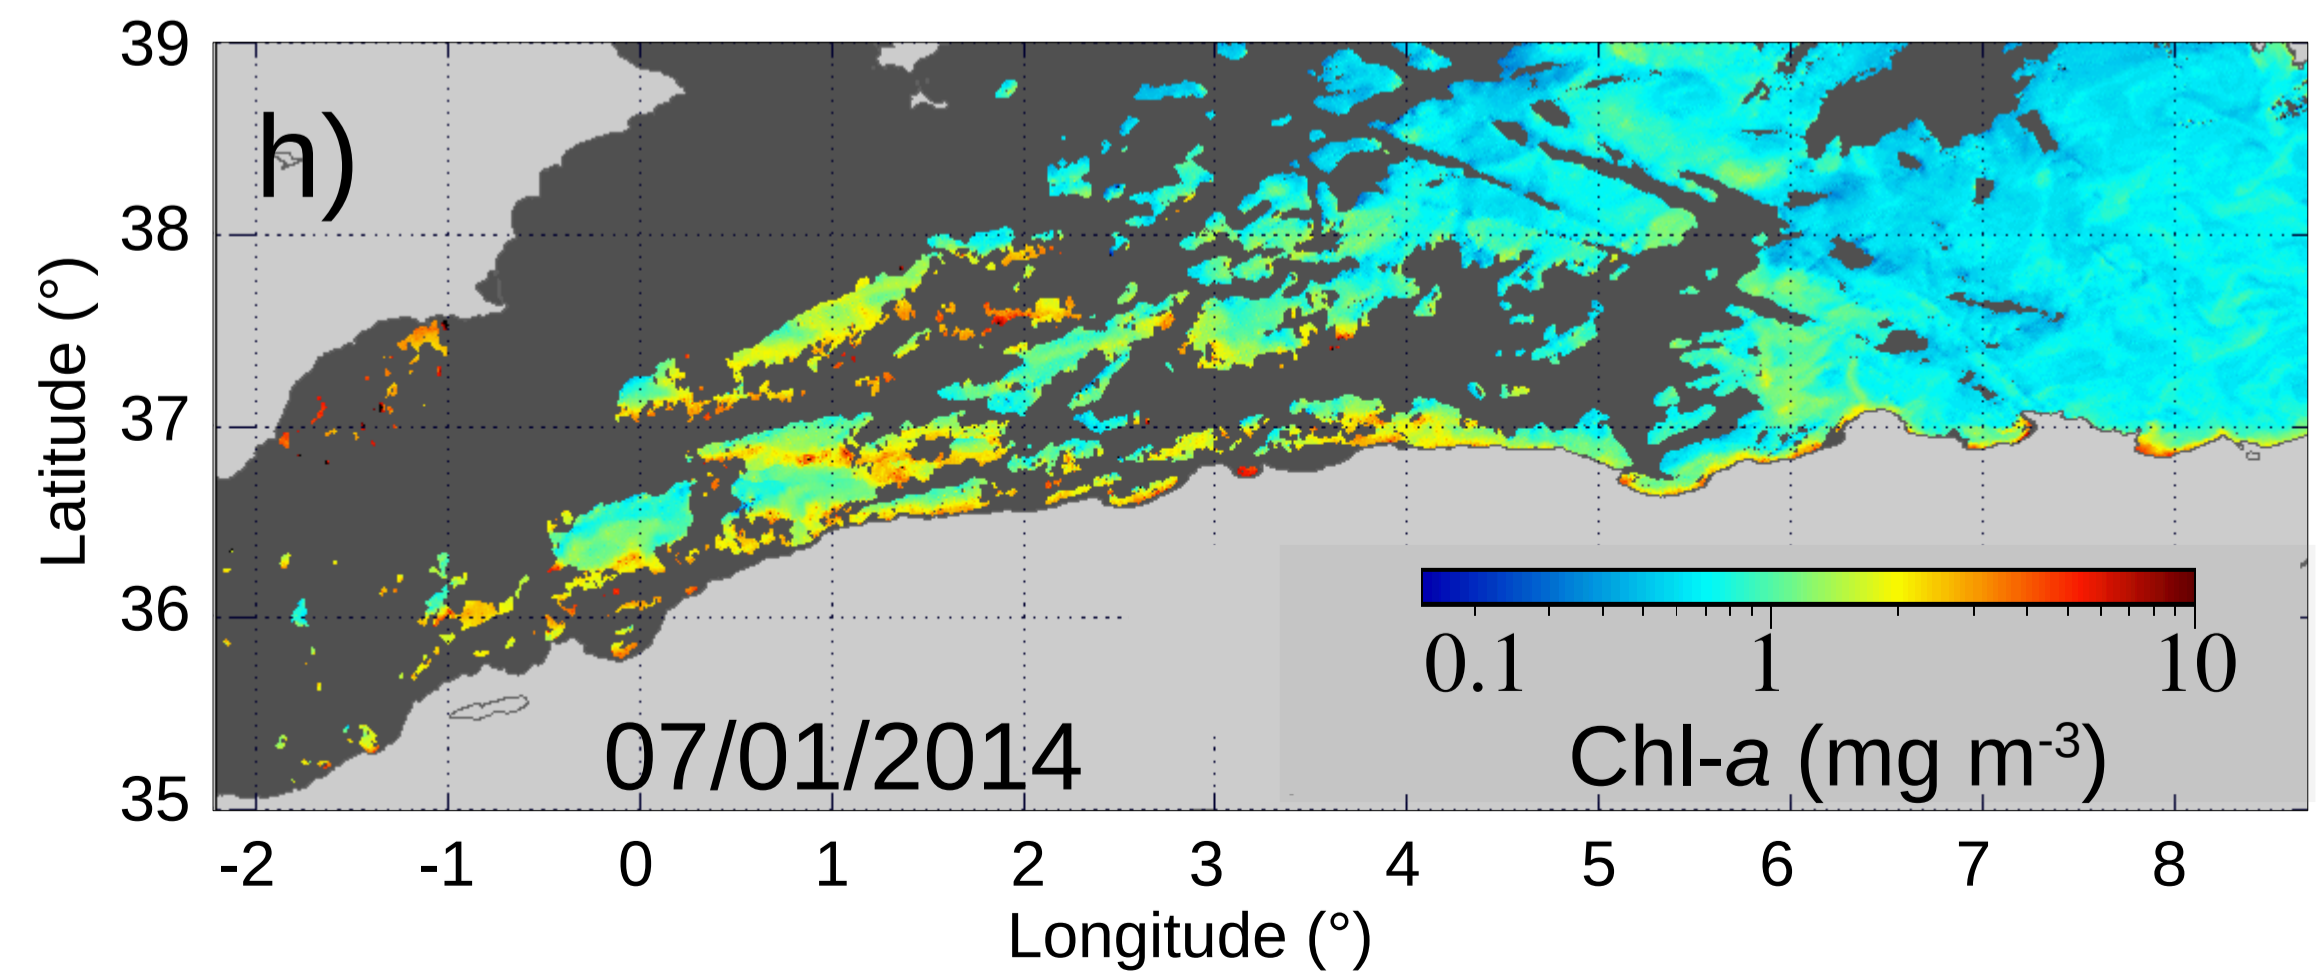 39
h)
38
37
36
35
Latitude (°)
07/01/2014
0.1 1 10
Chl-a (mg m-3)
-2 -1 0 1 2 3 4 5 6 7 8
Longitude (°)